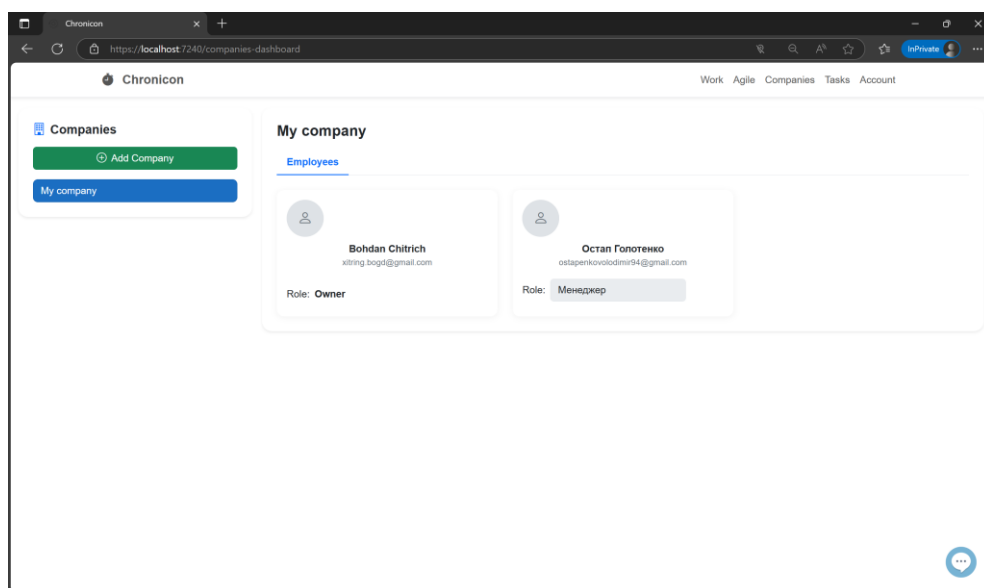 Chronicon
https://localhost:7240/companies-dashboard
InPrivate
Chronicon
Work Agile Companies Tasks Account
Companies
Add Company
My company
My company
Employees
Bohdan Chitrich
xitring.bogd@gmail.com
Role: Owner
Остап Голотенко
ostapenkovolodimir94@gmail.com
Role: Менеджер